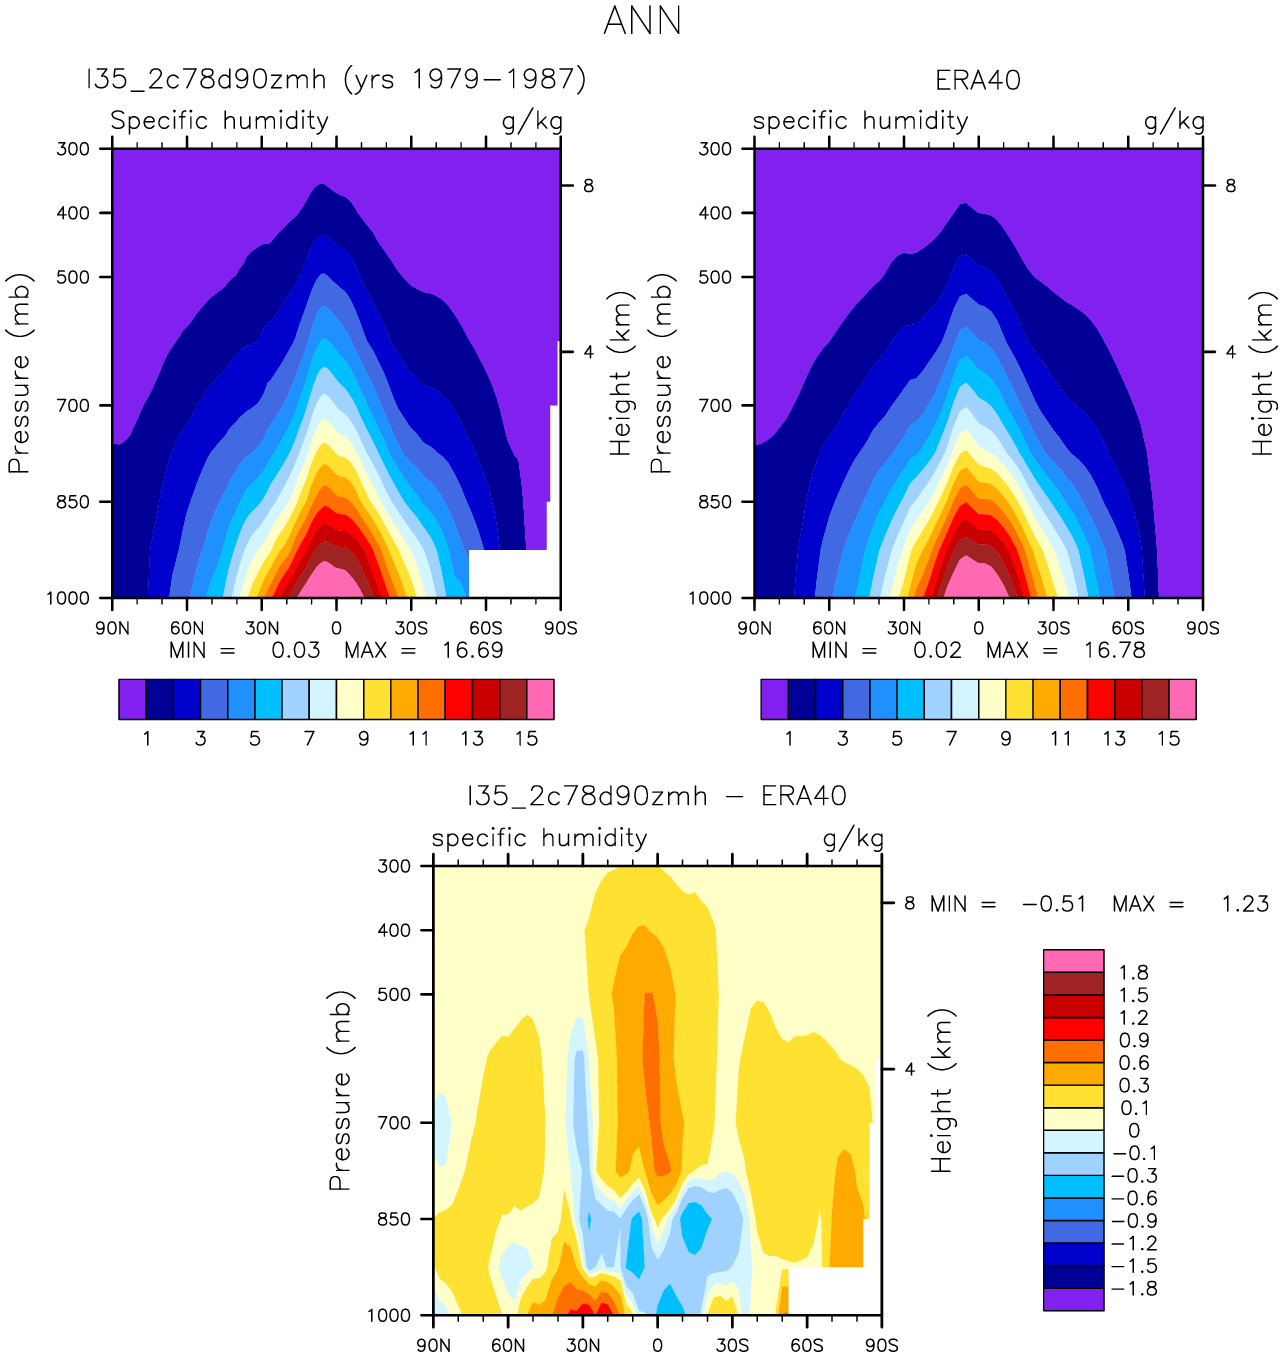 ANN
l35_2c78d90zmh (yrs 1979-1987)
Specific humidity g/kg
300
400
500
700
850
1000
Pressure (mb)
8
4
Height (km)
90N 60N 30N 0 30S 60S 90S
MIN = 0.03 MAX = 16.69
1 3 5 7 9 11 13 15
ERA40
specific humidity g/kg
300
400
500
700
850
1000
Pressure (mb)
8
4
Height (km)
90N 60N 30N 0 30S 60S 90S
MIN = 0.02 MAX = 16.78
1 3 5 7 9 11 13 15
l35_2c78d90zmh - ERA40
specific humidity g/kg
300
400
500
700
850
1000
Pressure (mb)
8
4
Height (km)
90N 60N 30N 0 30S 60S 90S
MIN = -0.51 MAX = 1.23
1.8
1.5
1.2
0.9
0.6
0.3
0.1
0
-0.1
-0.3
-0.6
-0.9
-1.2
-1.5
-1.8